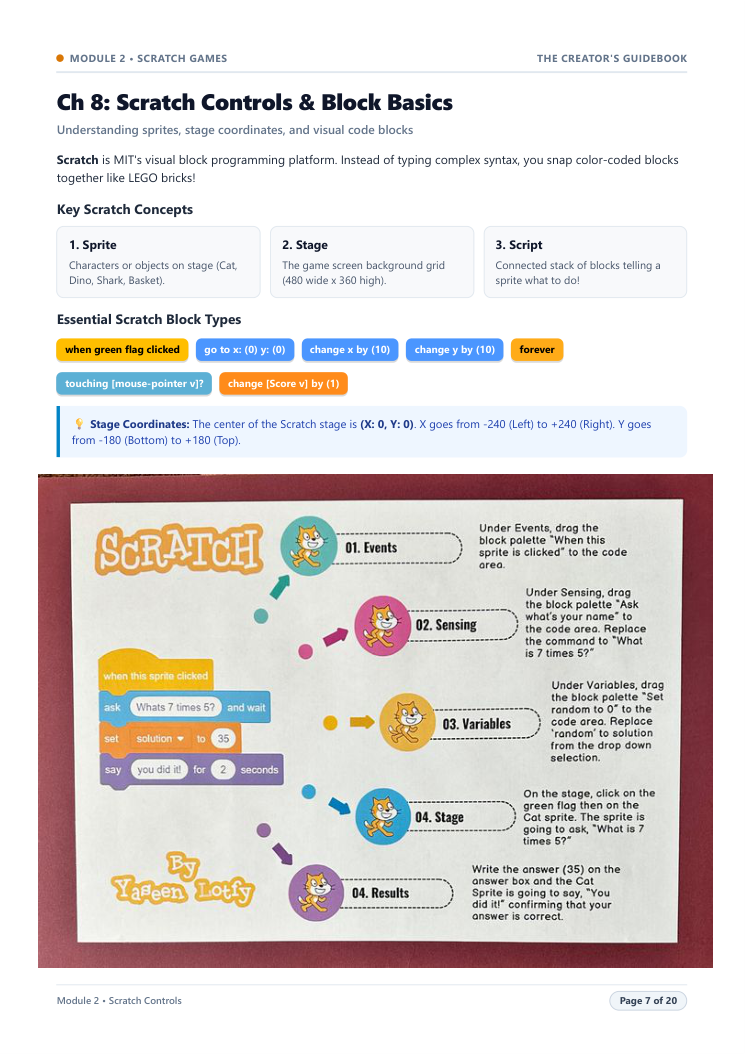 MODULE 2 • SCRATCH GAMES
THE CREATOR'S GUIDEBOOK
Ch 8: Scratch Controls & Block Basics
Understanding sprites, stage coordinates, and visual code blocks
Scratch is MIT's visual block programming platform. Instead of typing complex syntax, you snap color-coded blocks
together like LEGO bricks!
Key Scratch Concepts
1. Sprite
Characters or objects on stage (Cat,
Dino, Shark, Basket).
2. Stage
The game screen background grid
(480 wide x 360 high).
3. Script
Connected stack of blocks telling a
sprite what to do!
Essential Scratch Block Types
when green flag clicked
go to x: (0) y: (0)
change x by (10)
change y by (10)
forever
touching [mouse-pointer v]?
change [Score v] by (1)
💡 Stage Coordinates: The center of the Scratch stage is (X: 0, Y: 0). X goes from -240 (Left) to +240 (Right). Y goes
from -180 (Bottom) to +180 (Top).
SCRATCH
01. Events
Under Events, drag the
block palette "When this
sprite is clicked" to the code
area.
02. Sensing
Under Sensing, drag
the block palette "Ask
what's your name" to
the code area. Replace
the command to "What
is 7 times 5?"
when this sprite clicked
ask Whats 7 times 5? and wait
set solution to 35
say you did it! for 2 seconds
03. Variables
Under Variables, drag
the block palette "Set
random to 0" to the
code area. Replace
'random' to solution
from the drop down
selection.
04. Stage
On the stage, click on the
green flag then on the
Cat sprite. The sprite is
going to ask, "What is 7
times 5?"
04. Results
Write the answer (35) on the
answer box and the Cat
Sprite is going to say, "You
did it!" confirming that your
answer is correct.
By
Yaseen Lotfy
Module 2 • Scratch Controls
Page 7 of 20